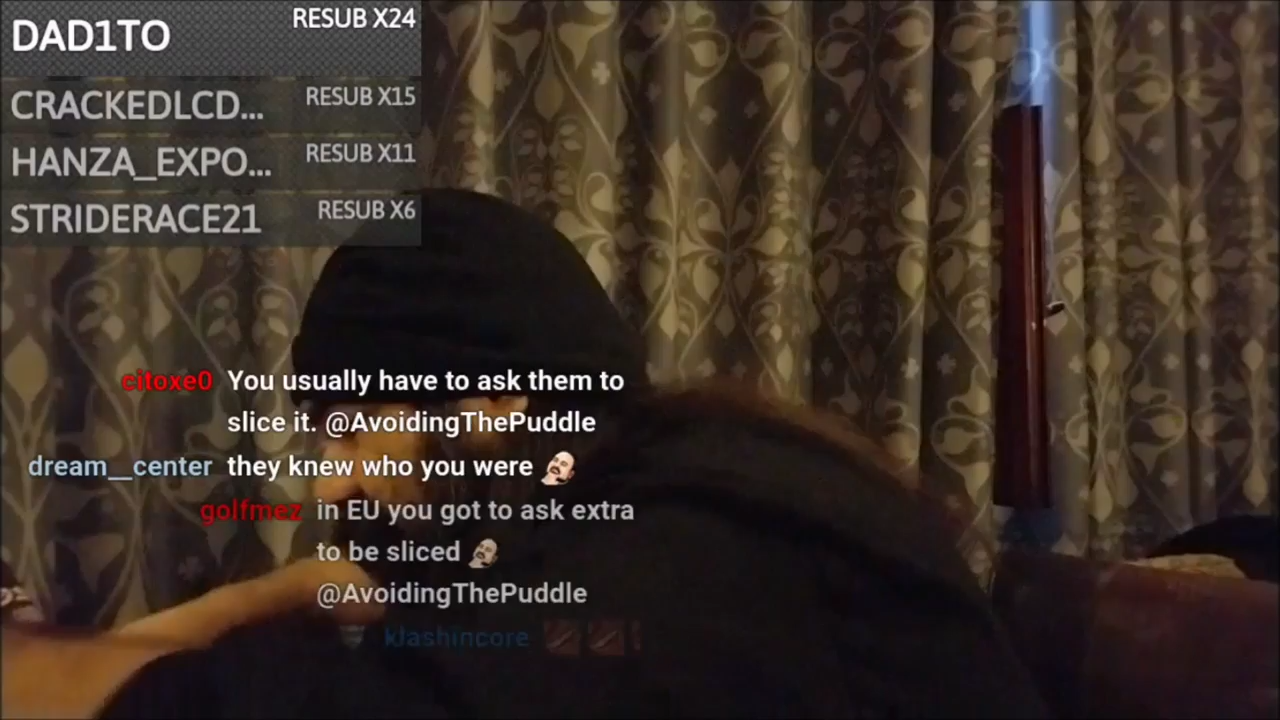 DAD1TO RESUB X24
CRACKEDLCD... RESUB X15
HANZA_EXPO... RESUB X11
STRIDERACE21 RESUB X6
citoxe0 You usually have to ask them to
slice it. @AvoidingThePuddle
dream__center they knew who you were
golfmez in EU you got to ask extra
to be sliced
@AvoidingThePuddle
klashincore